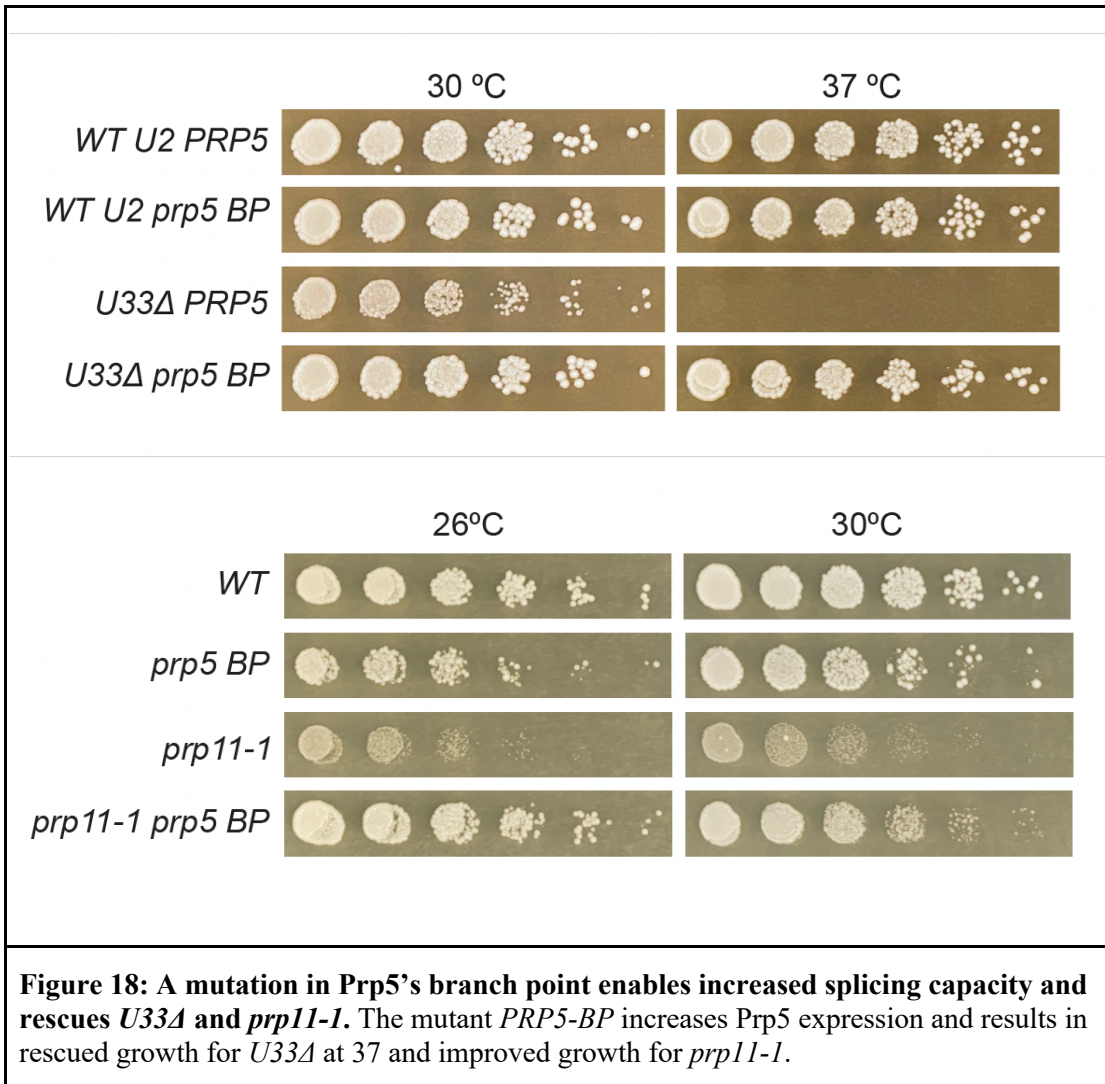 30 ºC
37 ºC
WT U2 PRP5
WT U2 prp5 BP
U33Δ PRP5
U33Δ prp5 BP
26ºC
30ºC
WT
prp5 BP
prp11-1
prp11-1 prp5 BP
Figure 18: A mutation in Prp5’s branch point enables increased splicing capacity and
rescues U33Δ and prp11-1. The mutant PRP5-BP increases Prp5 expression and results in
rescued growth for U33Δ at 37 and improved growth for prp11-1.